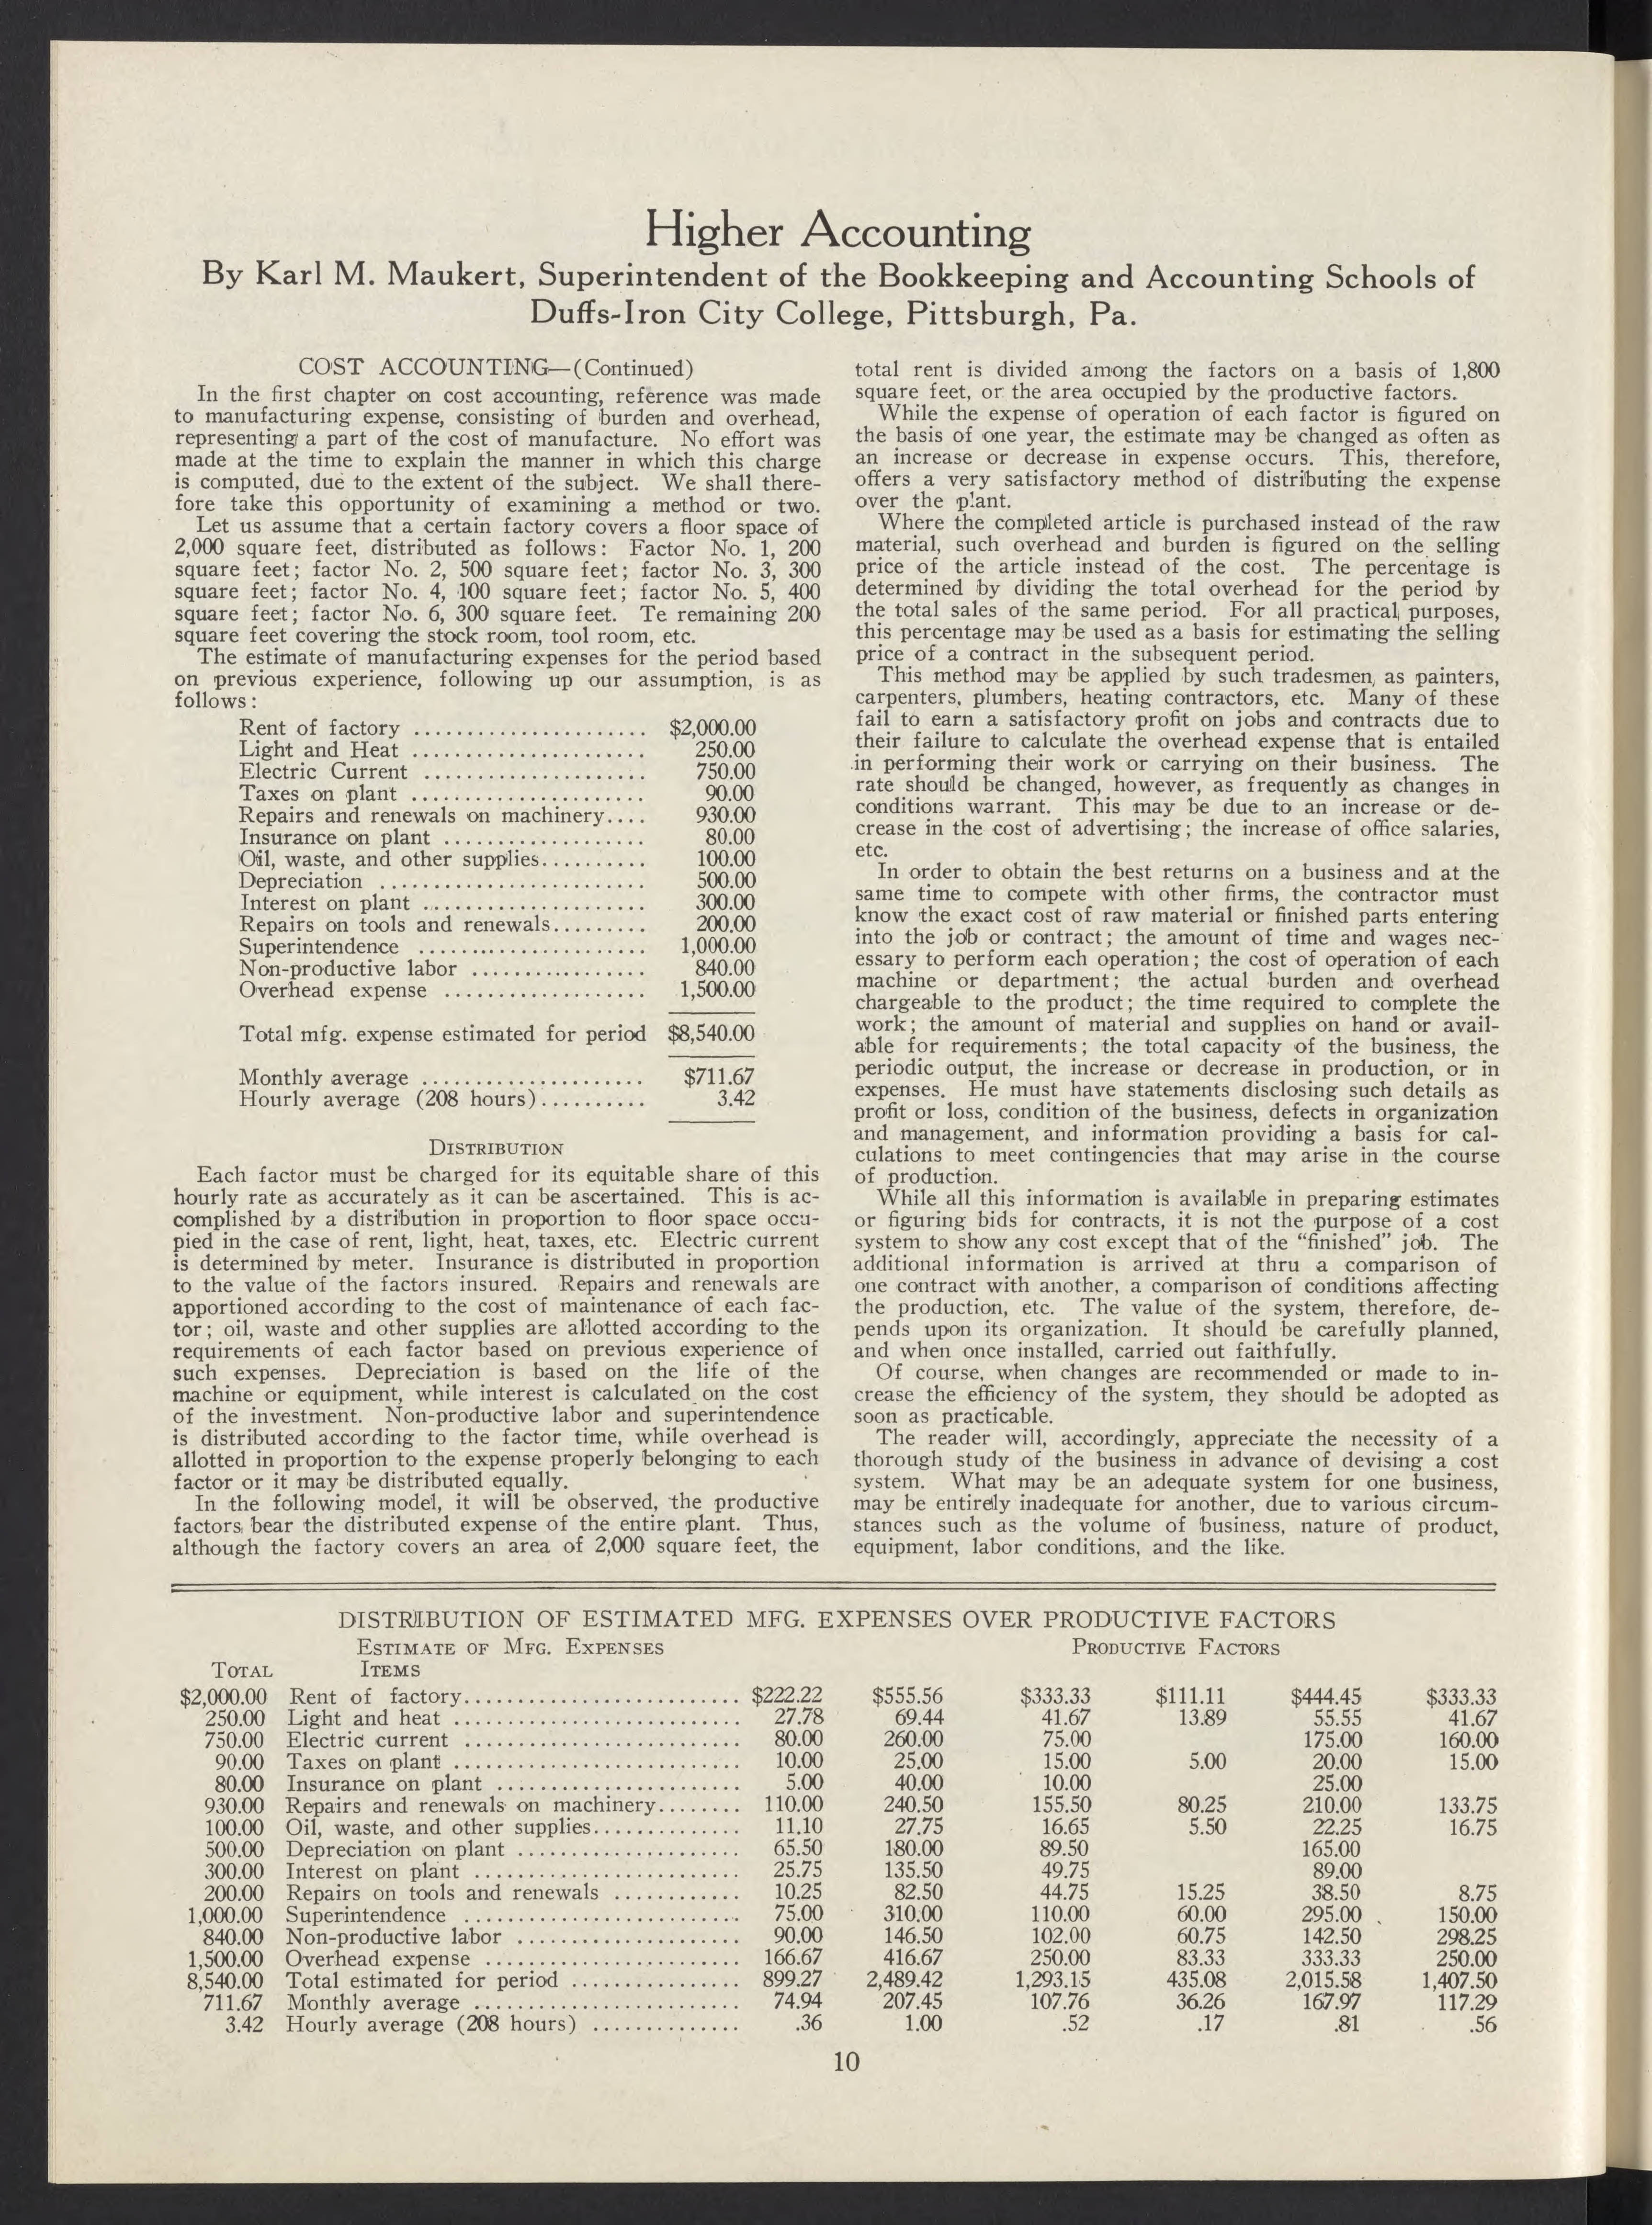 Higher Accounting
By Karl M. Maukert, Superintendent of the Bookkeeping and Accounting Schools of
Duffs-Iron City College, Pittsburgh, Pa.
COST ACCOUNTING—(Continued)
In the first chapter on cost accounting, reference was made
to manufacturing expense, consisting of burden and overhead,
representing a part of the cost of manufacture. No effort was
made at the time to explain the manner in which this charge
is computed, due to the extent of the subject. We shall there-
fore take this opportunity of examining a method or two.
Let us assume that a certain factory covers a floor space of
2,000 square feet, distributed as follows: Factor No. 1, 200
square feet; factor No. 2, 500 square feet; factor No. 3, 300
square feet; factor No. 4, 100 square feet; factor No. 5, 400
square feet; factor No. 6, 300 square feet. Te remaining 200
square feet covering the stock room, tool room, etc.
The estimate of manufacturing expenses for the period based
on previous experience, following up our assumption, is as
follows:
Rent of factory ...................... $2,000.00
Light and Heat ...................... 250.00
Electric Current ..................... 750.00
Taxes on plant ...................... 90.00
Repairs and renewals on machinery.... 930.00
Insurance on plant ................... 80.00
Oil, waste, and other supplies.......... 100.00
Depreciation ......................... 500.00
Interest on plant ..................... 300.00
Repairs on tools and renewals......... 200.00
Superintendence ...................... 1,000.00
Non-productive labor ................. 840.00
Overhead expense ................... 1,500.00
Total mfg. expense estimated for period $8,540.00
Monthly average ..................... $711.67
Hourly average (208 hours).......... 3.42
DISTRIBUTION
Each factor must be charged for its equitable share of this
hourly rate as accurately as it can be ascertained. This is ac-
complished by a distribution in proportion to floor space occu-
pied in the case of rent, light, heat, taxes, etc. Electric current
is determined by meter. Insurance is distributed in proportion
to the value of the factors insured. Repairs and renewals are
apportioned according to the cost of maintenance of each fac-
tor; oil, waste and other supplies are allotted according to the
requirements of each factor based on previous experience of
such expenses. Depreciation is based on the life of the
machine or equipment, while interest is calculated on the cost
of the investment. Non-productive labor and superintendence
is distributed according to the factor time, while overhead is
allotted in proportion to the expense properly belonging to each
factor or it may be distributed equally.
In the following model, it will be observed, the productive
factors bear the distributed expense of the entire plant. Thus,
although the factory covers an area of 2,000 square feet, the
total rent is divided among the factors on a basis of 1,800
square feet, or the area occupied by the productive factors.
While the expense of operation of each factor is figured on
the basis of one year, the estimate may be changed as often as
an increase or decrease in expense occurs. This, therefore,
offers a very satisfactory method of distributing the expense
over the plant.
Where the completed article is purchased instead of the raw
material, such overhead and burden is figured on the selling
price of the article instead of the cost. The percentage is
determined by dividing the total overhead for the period by
the total sales of the same period. For all practical purposes,
this percentage may be used as a basis for estimating the selling
price of a contract in the subsequent period.
This method may be applied by such tradesmen, as painters,
carpenters, plumbers, heating contractors, etc. Many of these
fail to earn a satisfactory profit on jobs and contracts due to
their failure to calculate the overhead expense that is entailed
in performing their work or carrying on their business. The
rate should be changed, however, as frequently as changes in
conditions warrant. This may be due to an increase or de-
crease in the cost of advertising; the increase of office salaries,
etc.
In order to obtain the best returns on a business and at the
same time to compete with other firms, the contractor must
know the exact cost of raw material or finished parts entering
into the job or contract; the amount of time and wages nec-
essary to perform each operation; the cost of operation of each
machine or department; the actual burden and overhead
chargeable to the product; the time required to complete the
work; the amount of material and supplies on hand or avail-
able for requirements; the total capacity of the business, the
periodic output, the increase or decrease in production, or in
expenses. He must have statements disclosing such details as
profit or loss, condition of the business, defects in organization
and management, and information providing a basis for cal-
culations to meet contingencies that may arise in the course
of production.
While all this information is available in preparing estimates
or figuring bids for contracts, it is not the purpose of a cost
system to show any cost except that of the “finished” job. The
additional information is arrived at thru a comparison of
one contract with another, a comparison of conditions affecting
the production, etc. The value of the system, therefore, de-
pends upon its organization. It should be carefully planned,
and when once installed, carried out faithfully.
Of course, when changes are recommended or made to in-
crease the efficiency of the system, they should be adopted as
soon as practicable.
The reader will, accordingly, appreciate the necessity of a
thorough study of the business in advance of devising a cost
system. What may be an adequate system for one business,
may be entirely inadequate for another, due to various circum-
stances such as the volume of business, nature of product,
equipment, labor conditions, and the like.
DISTRIBUTION OF ESTIMATED MFG. EXPENSES OVER PRODUCTIVE FACTORS
ESTIMATE OF MFG. EXPENSES PRODUCTIVE FACTORS
TOTAL ITEMS
$2,000.00 Rent of factory.......................... $222.22 $555.56 $333.33 $111.11 $444.45 $333.33
250.00 Light and heat ........................... 27.78 69.44 41.67 13.89 55.55 41.67
750.00 Electric current .......................... 80.00 260.00 75.00 175.00 160.00
90.00 Taxes on plant ........................... 10.00 25.00 15.00 5.00 20.00 15.00
80.00 Insurance on plant ....................... 5.00 40.00 10.00 25.00
930.00 Repairs and renewals on machinery........ 110.00 240.50 155.50 80.25 210.00 133.75
100.00 Oil, waste, and other supplies.............. 11.10 27.75 16.65 5.50 22.25 16.75
500.00 Depreciation on plant ..................... 65.50 180.00 89.50 165.00
300.00 Interest on plant ......................... 25.75 135.50 49.75 89.00
200.00 Repairs on tools and renewals ............ 10.25 82.50 44.75 15.25 38.50 8.75
1,000.00 Superintendence .......................... 75.00 310.00 110.00 60.00 295.00 150.00
840.00 Non-productive labor ..................... 90.00 146.50 102.00 60.75 142.50 298.25
1,500.00 Overhead expense ........................ 166.67 416.67 250.00 83.33 333.33 250.00
8,540.00 Total estimated for period ................ 899.27 2,489.42 1,293.15 435.08 2,015.58 1,407.50
711.67 Monthly average ......................... 74.94 207.45 107.76 36.26 167.97 117.29
3.42 Hourly average (208 hours) .............. .36 1.00 .52 .17 .81 .56
10